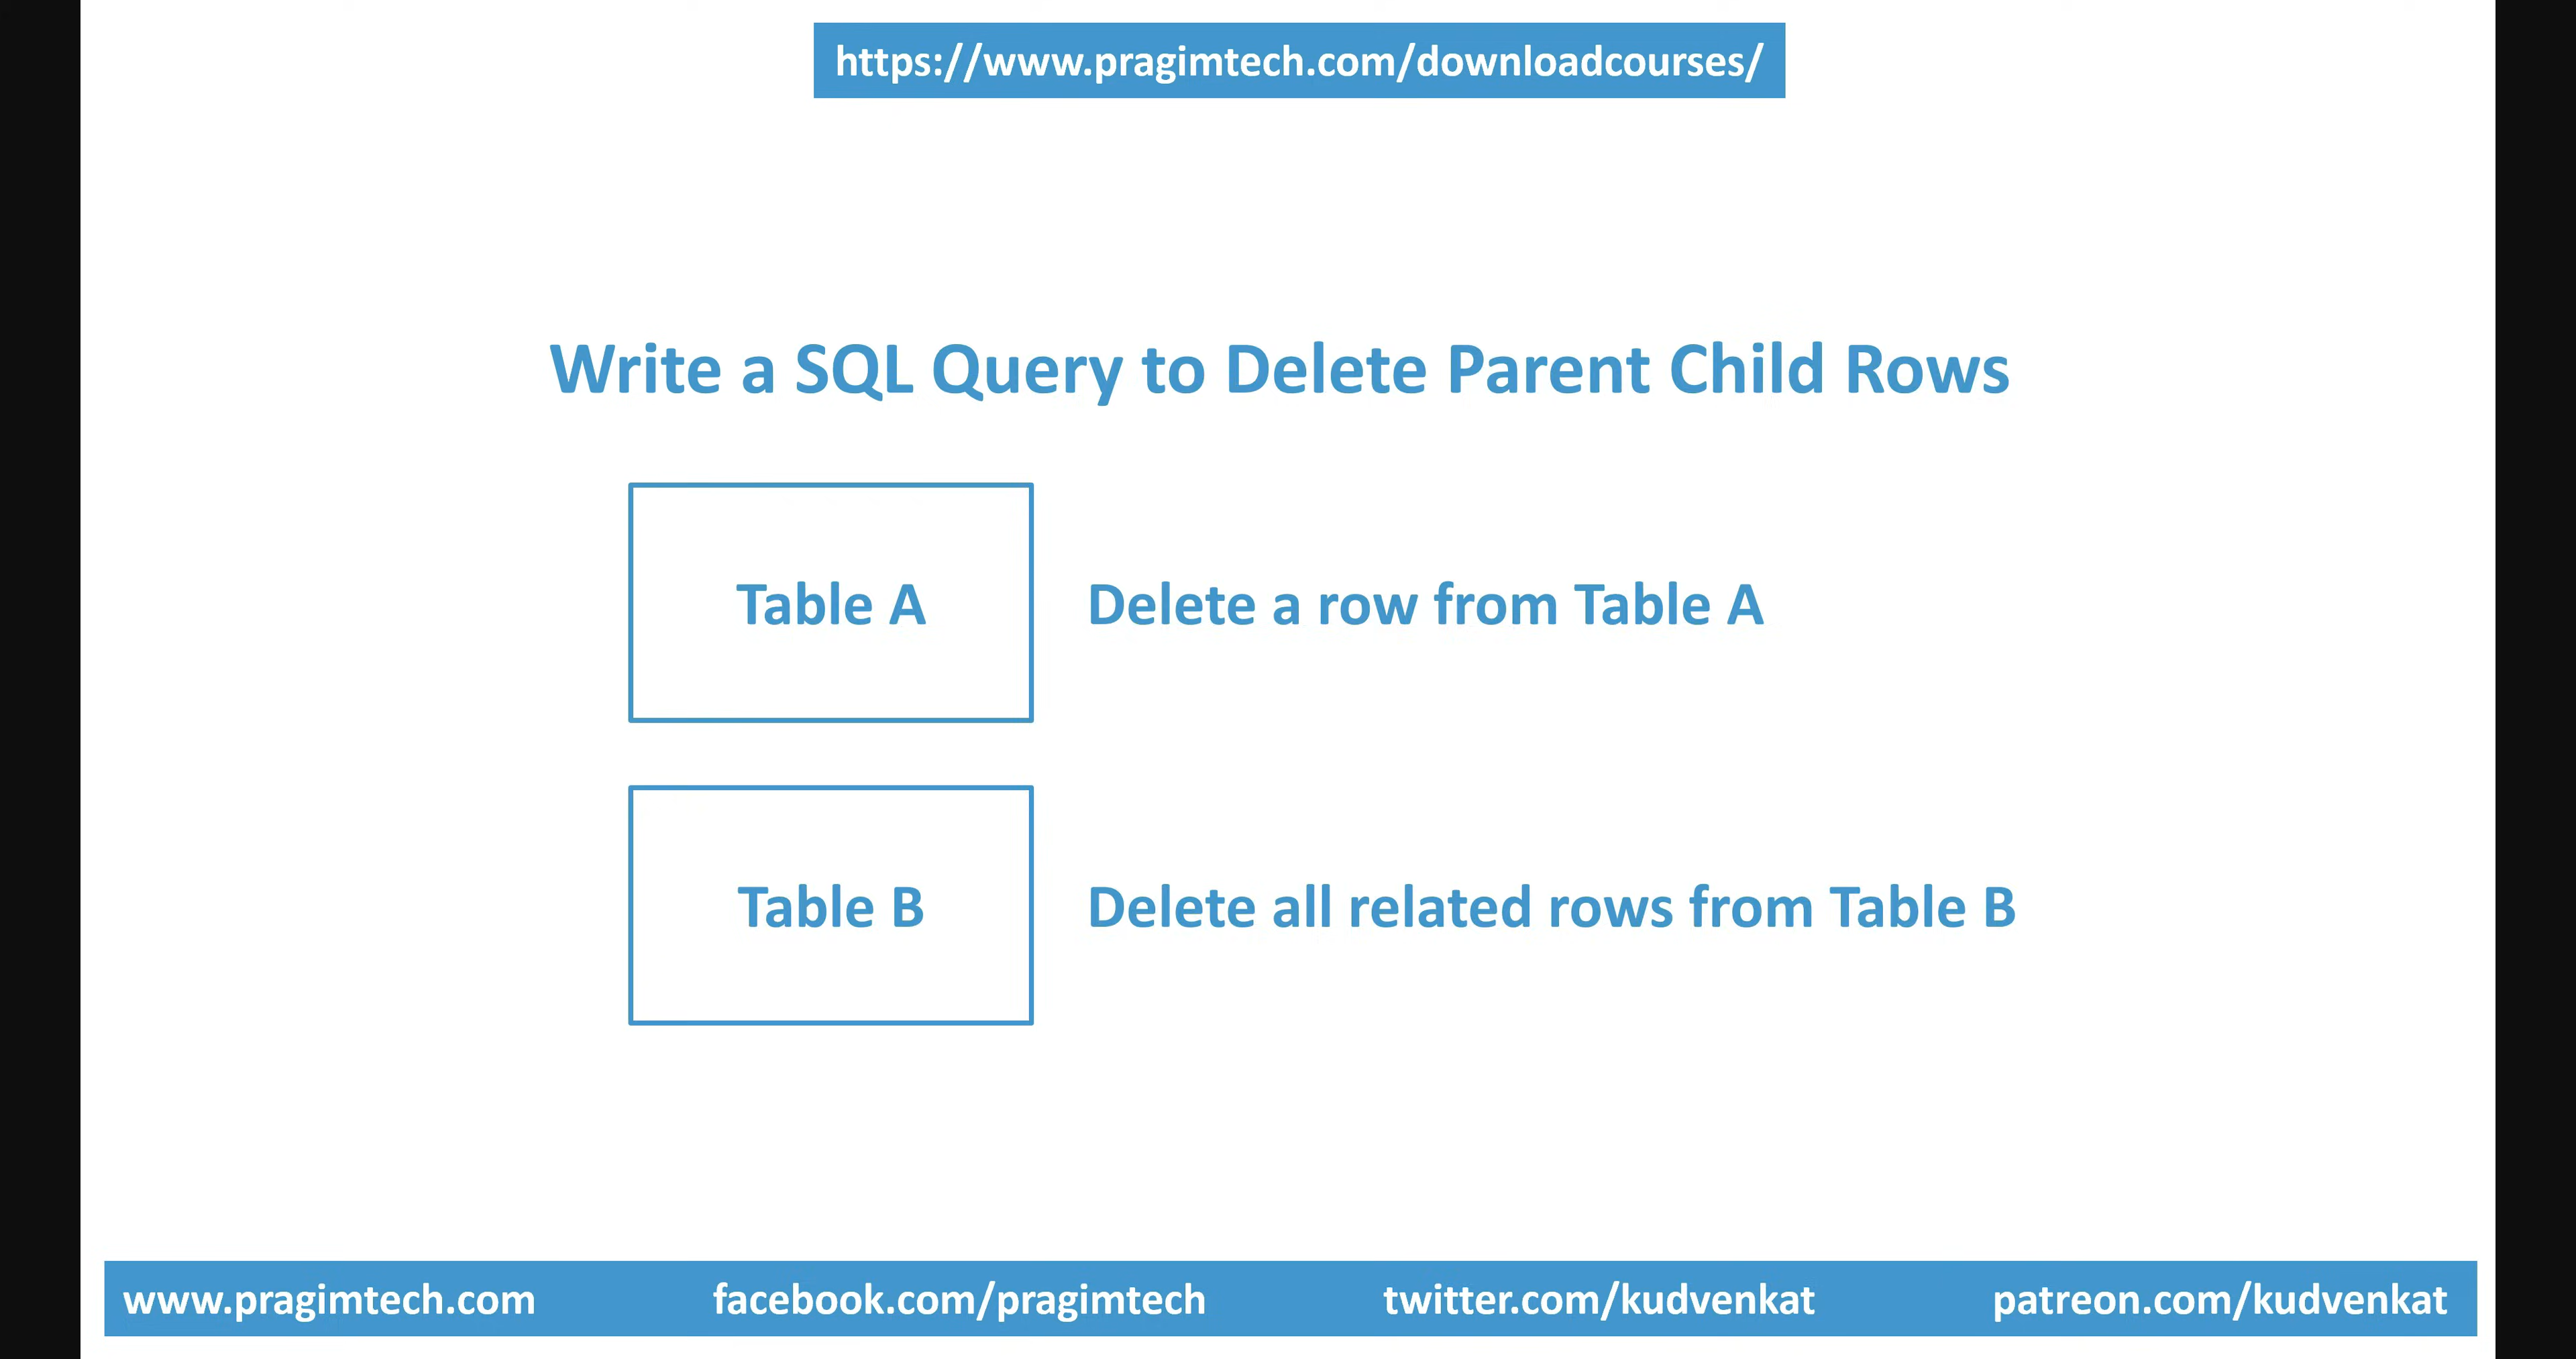 https://www.pragimtech.com/downloadcourses/
Write a SQL Query to Delete Parent Child Rows
Table A
Delete a row from Table A
Table B
Delete all related rows from Table B
www.pragimtech.com
facebook.com/pragimtech
twitter.com/kudvenkat
patreon.com/kudvenkat